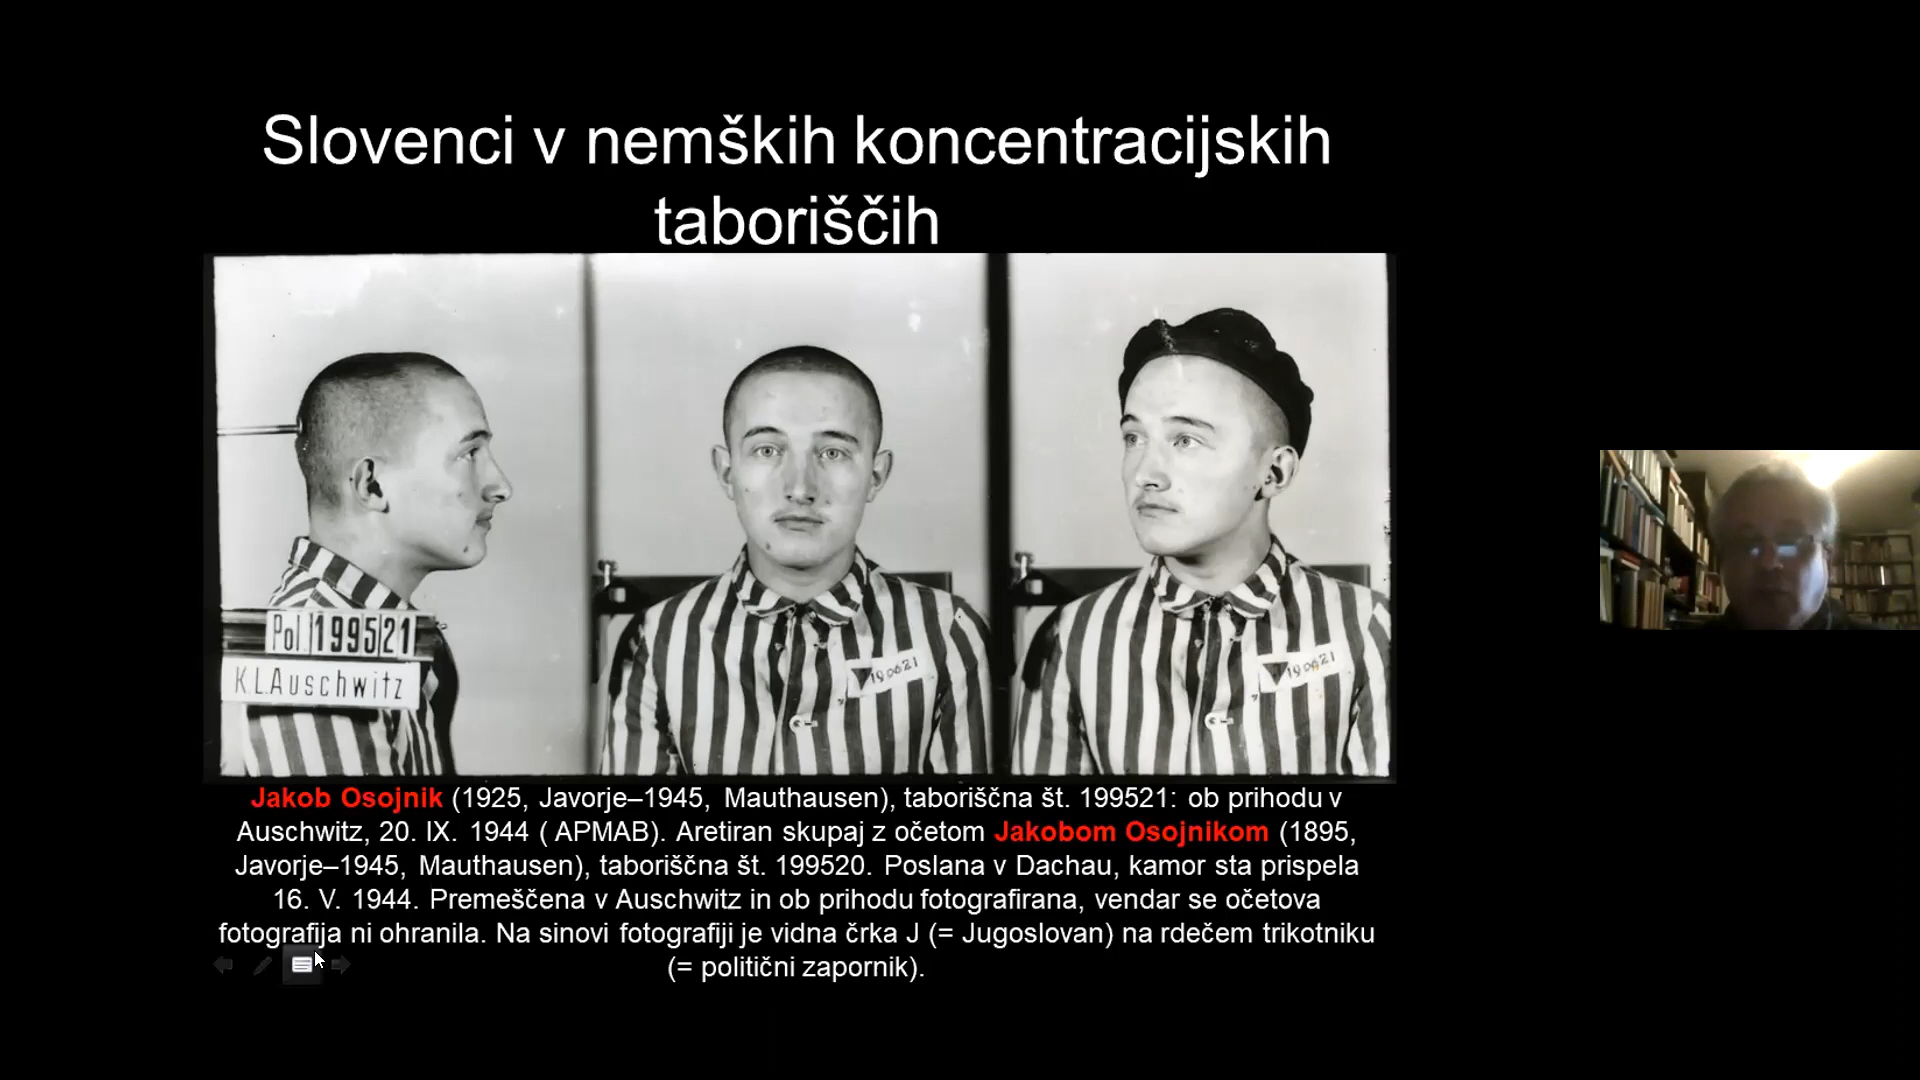 Slovenci v nemških koncentracijskih
taboriščih
Pol. 199521
K.L. Auschwitz
Jakob Osojnik (1925, Javorje–1945, Mauthausen), taboriščna št. 199521: ob prihodu v
Auschwitz, 20. IX. 1944 ( APMAB). Aretiran skupaj z očetom Jakobom Osojnikom (1895,
Javorje–1945, Mauthausen), taboriščna št. 199520. Poslana v Dachau, kamor sta prispela
16. V. 1944. Premeščena v Auschwitz in ob prihodu fotografirana, vendar se očetova
fotografija ni ohranila. Na sinovi fotografiji je vidna črka J (= Jugoslovan) na rdečem trikotniku
(= politični zapornik).